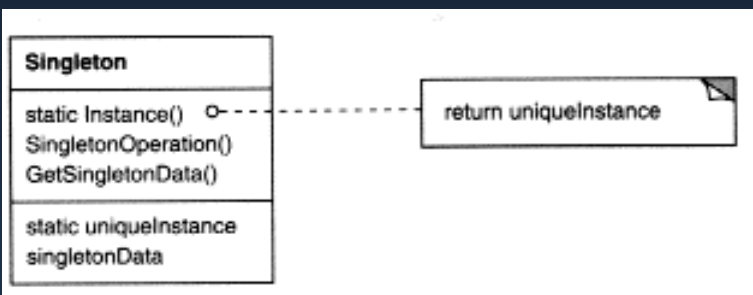 Singleton
static Instance()
return uniqueInstance
SingletonOperation()
GetSingletonData()
static uniqueInstance
singletonData